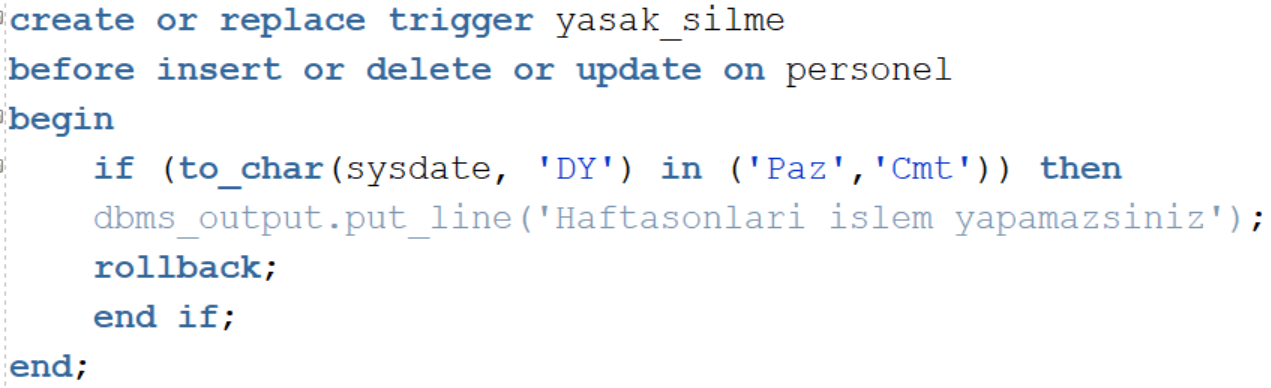 create or replace trigger yasak_silme
before insert or delete or update on personel
begin
    if (to_char(sysdate, 'DY') in ('Paz','Cmt')) then
    dbms_output.put_line('Haftasonlari islem yapamazsiniz');
    rollback;
    end if;
end;